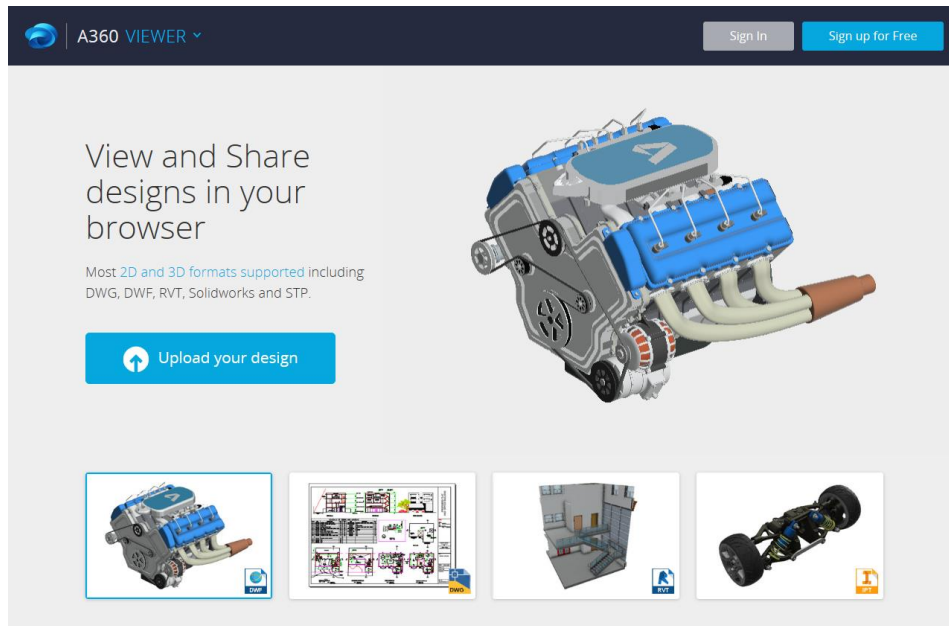 A360 VIEWER
Sign In
Sign up for Free
View and Share
designs in your
browser
Most 2D and 3D formats supported including
DWG, DWF, RVT, Solidworks and STP.
Upload your design
DWF
DWG
RVT